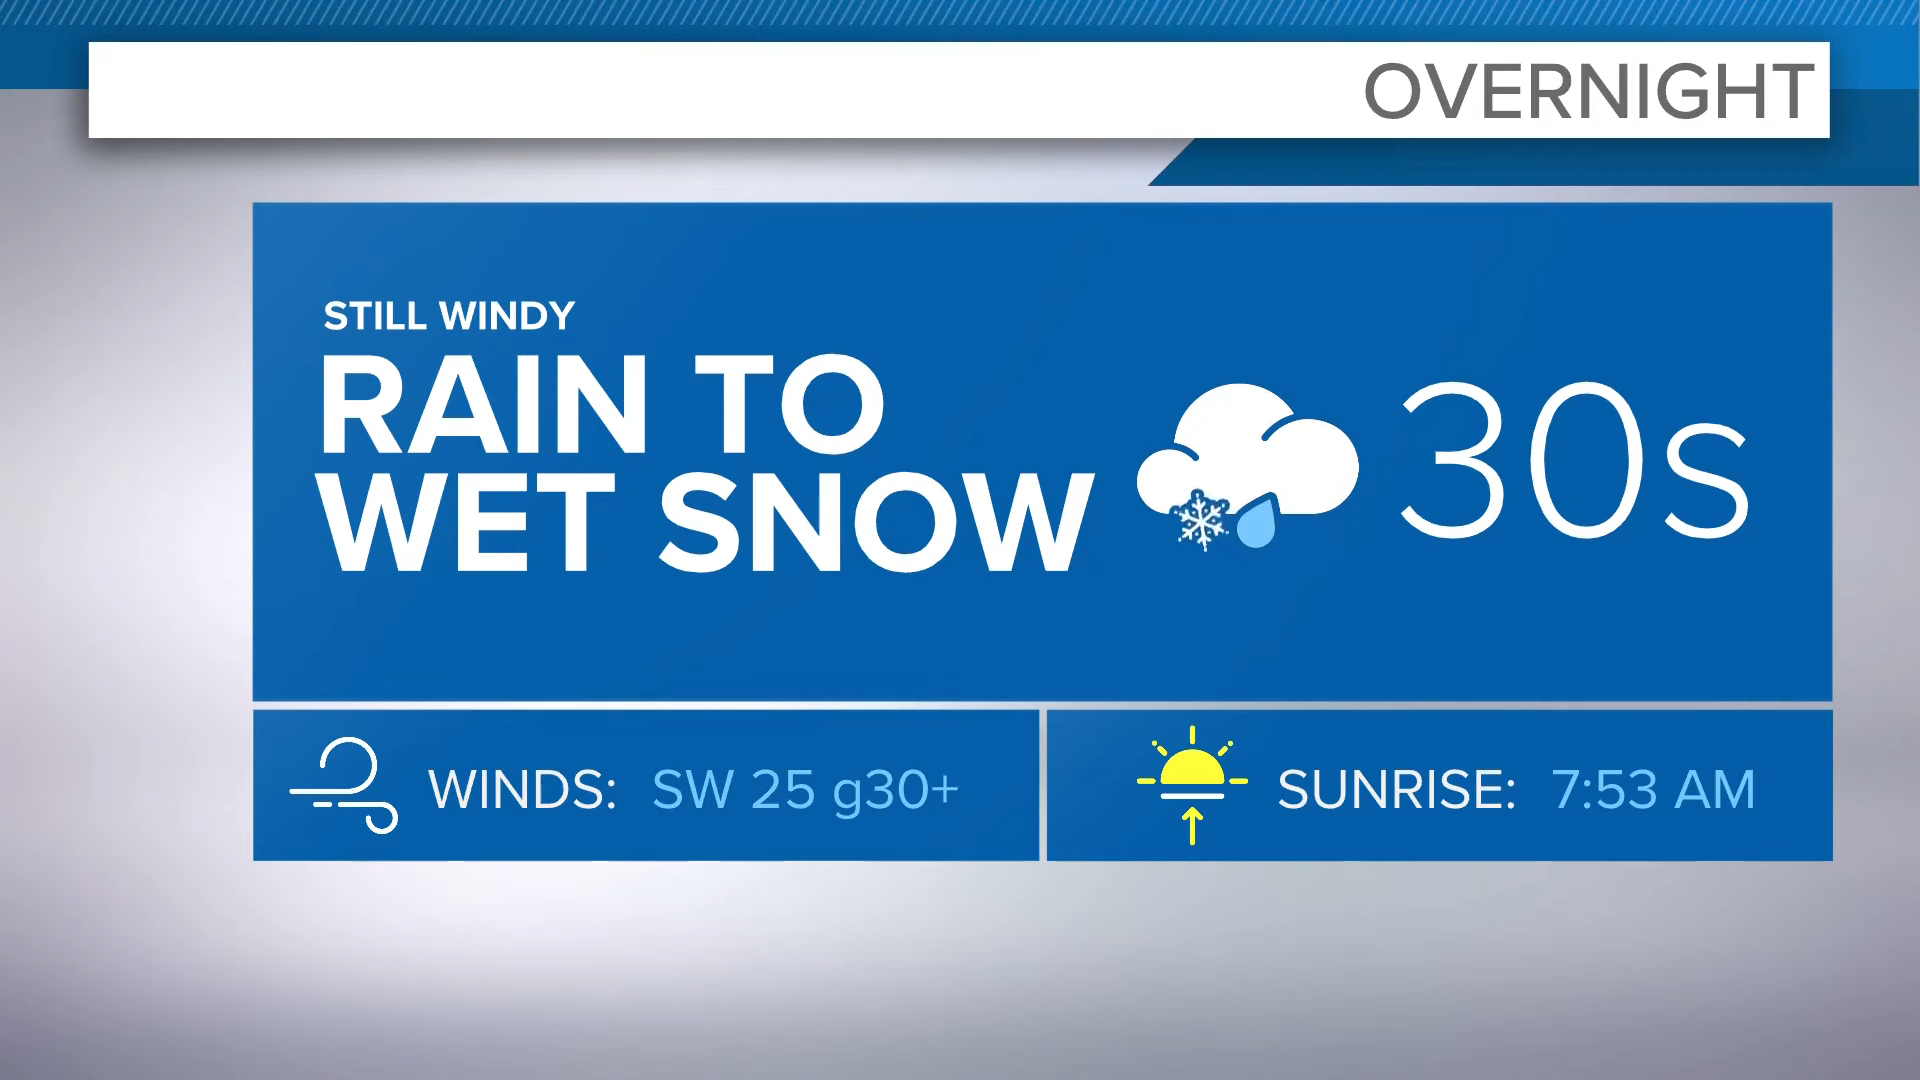 OVERNIGHT
STILL WINDY
RAIN TO
WET SNOW
30s
WINDS: SW 25 g30+
SUNRISE: 7:53 AM